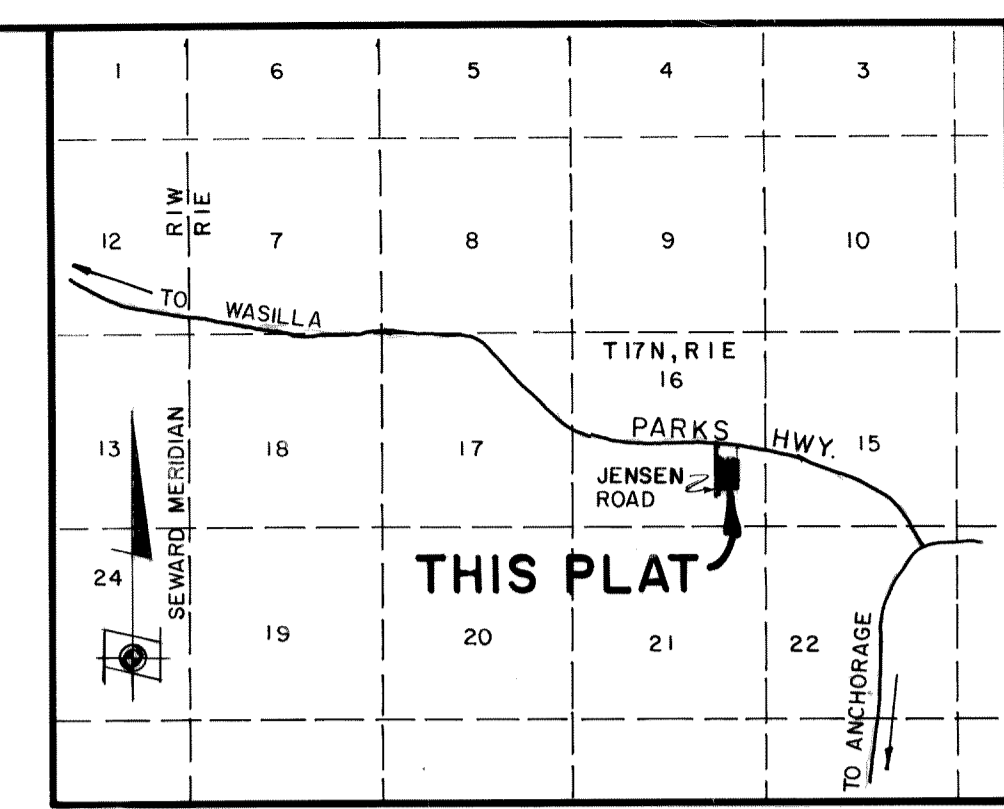 1 6 5 4 3
R1W
R1E
12 7 8 9 10
TO WASILLA
T17N, R1E
16
PARKS HWY.
13 18 17 15
JENSEN
ROAD
SEWARD MERIDIAN
THIS PLAT
24 19 20 21 22
TO ANCHORAGE